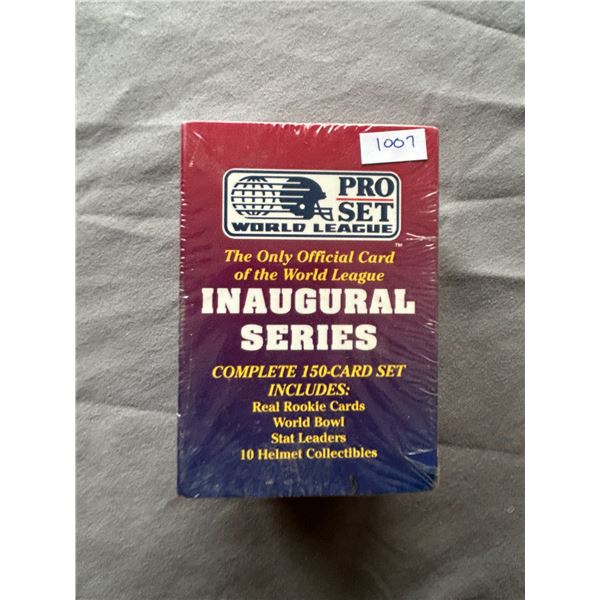 1007
PRO
SET
WORLD LEAGUE
TM
The Only Official Card
of the World League
INAUGURAL
SERIES
COMPLETE 150-CARD SET
INCLUDES:
Real Rookie Cards
World Bowl
Stat Leaders
10 Helmet Collectibles